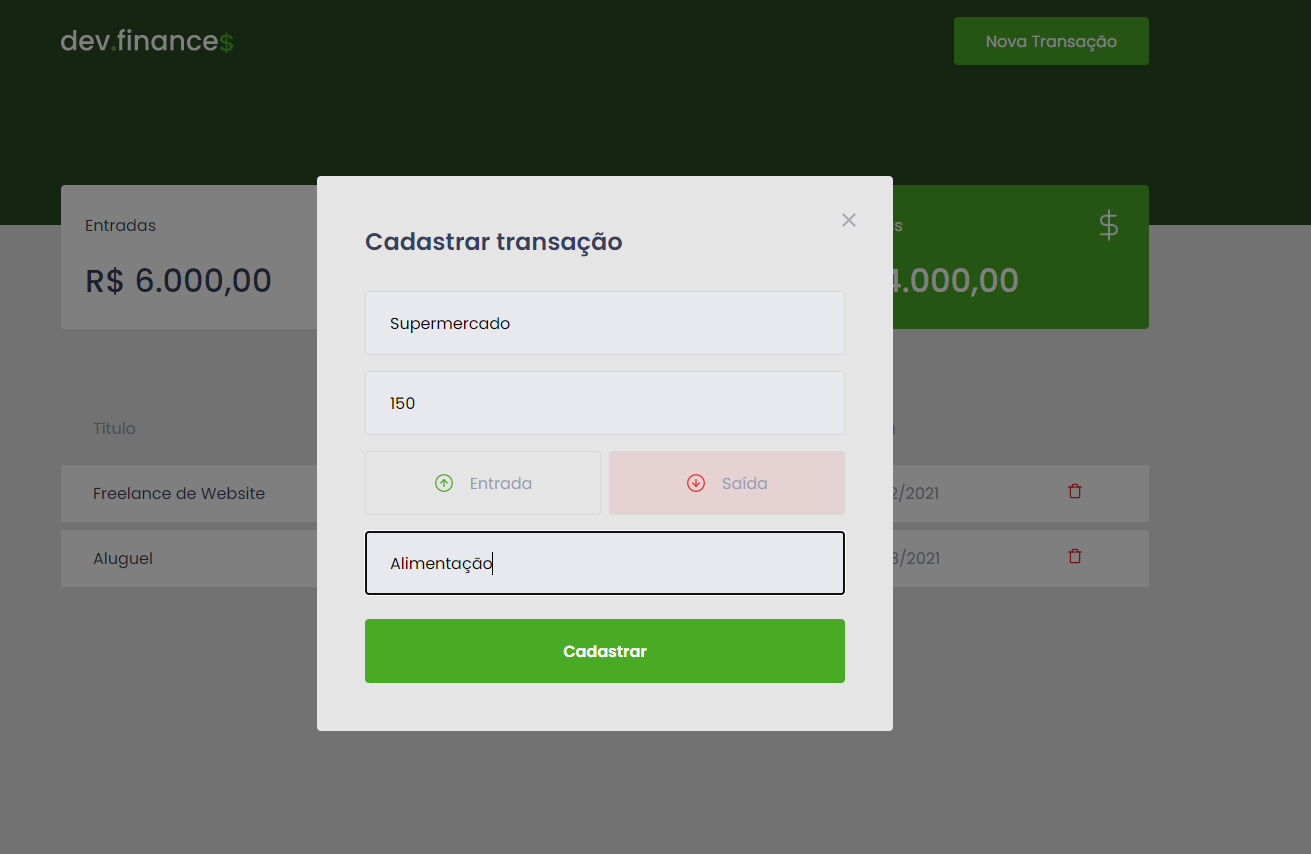 dev.finance$
Nova Transação
Entradas
R$ 6.000,00
4.000,00
Cadastrar transação
Supermercado
150
Entrada
Saída
Alimentação
Cadastrar
Título
Freelance de Website
2/2021
Aluguel
/2021